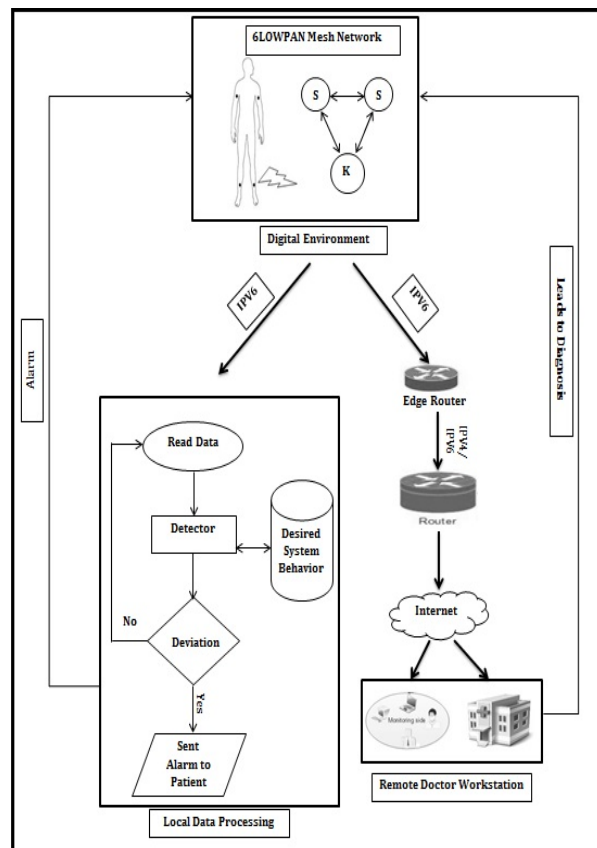 6LOWPAN Mesh Network
S
S
K
Digital Environment
IPV6
IPV6
Alarm
Leads to Diagnosis
Edge Router
IPV4 /
IPV6
Router
Internet
Monitoring side
Remote Doctor Workstation
Read Data
Detector
Desired
System
Behavior
No
Deviation
Yes
Sent
Alarm to
Patient
Local Data Processing